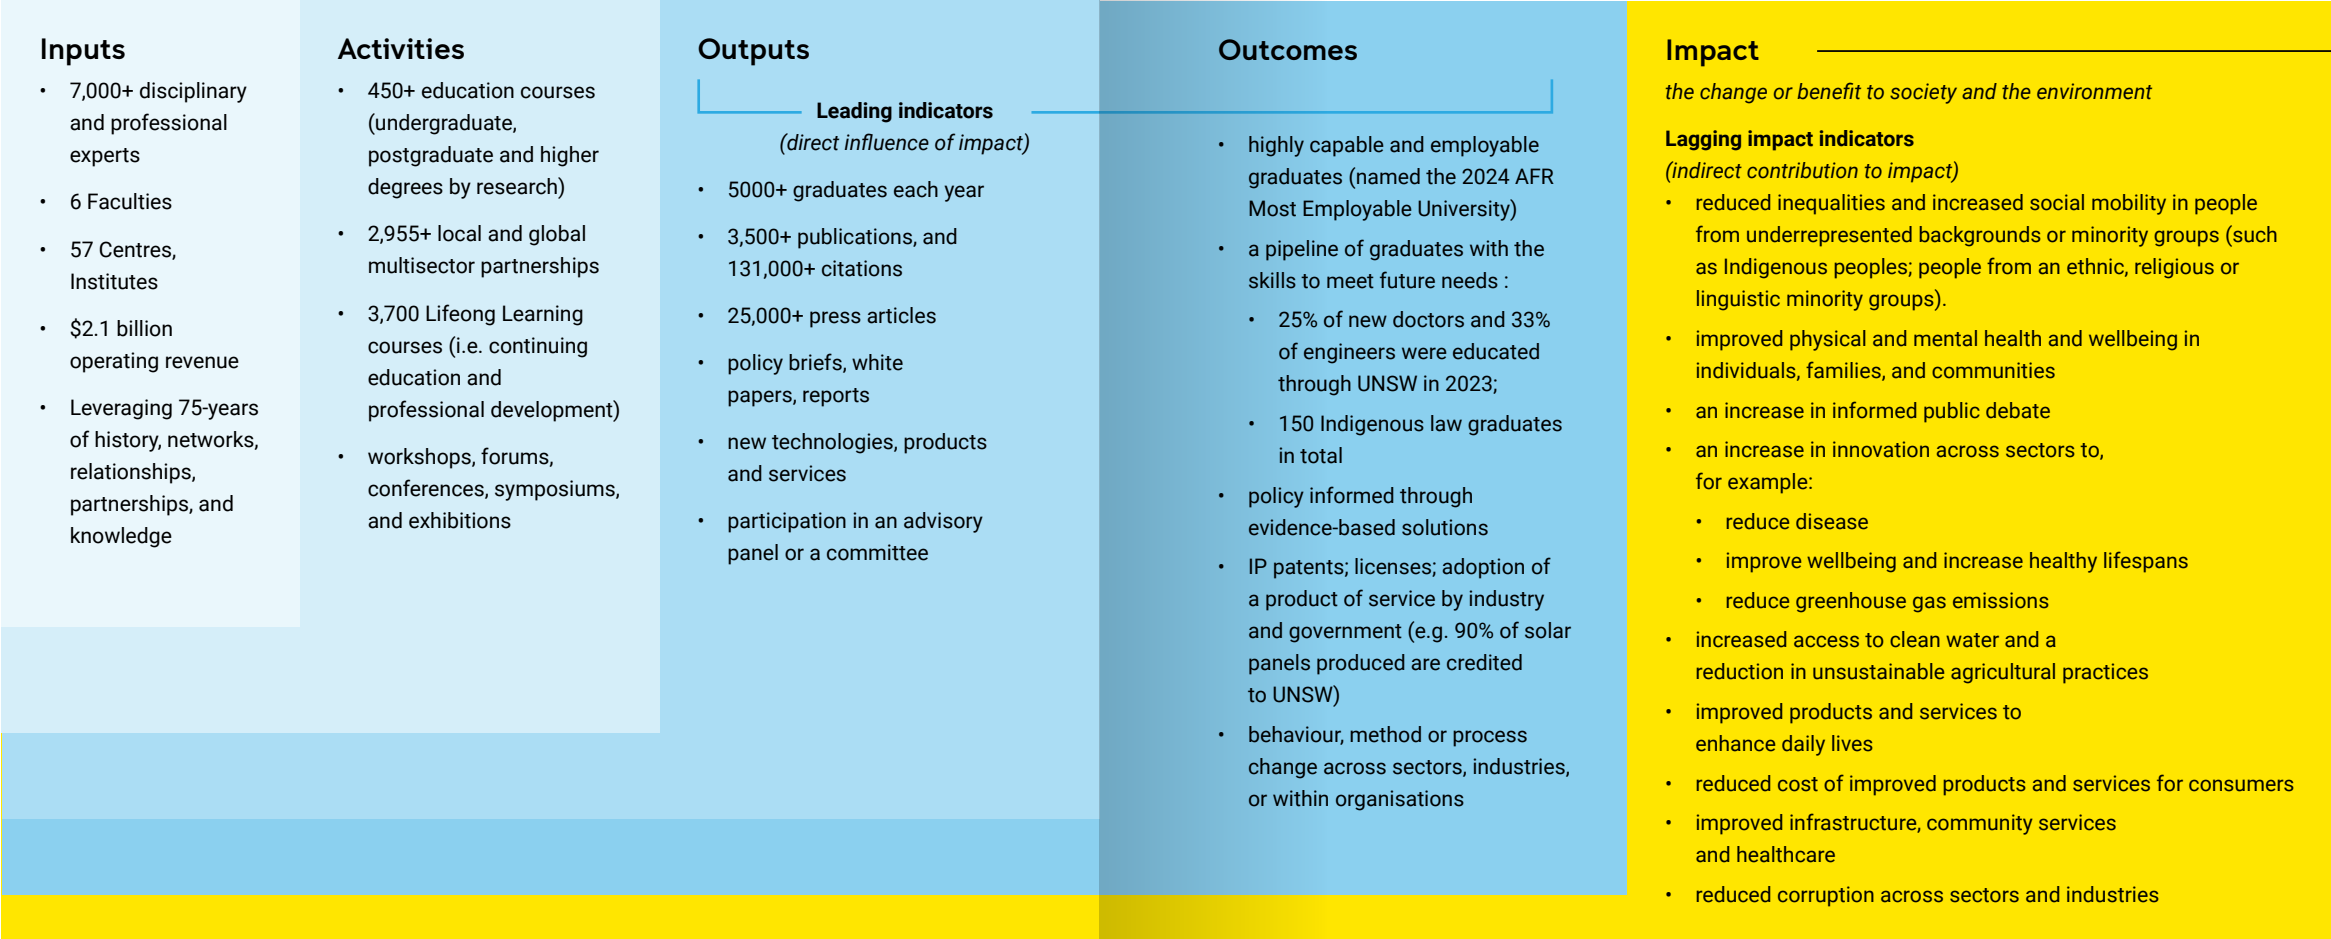 Inputs
• 7,000+ disciplinary
and professional
experts
• 6 Faculties
• 57 Centres,
Institutes
• $2.1 billion
operating revenue
• Leveraging 75-years
of history, networks,
relationships,
partnerships, and
knowledge
Activities
• 450+ education courses
(undergraduate,
postgraduate and higher
degrees by research)
• 2,955+ local and global
multisector partnerships
• 3,700 Lifeong Learning
courses (i.e. continuing
education and
professional development)
• workshops, forums,
conferences, symposiums,
and exhibitions
Outputs
Leading indicators
(direct influence of impact)
• 5000+ graduates each year
• 3,500+ publications, and
131,000+ citations
• 25,000+ press articles
• policy briefs, white
papers, reports
• new technologies, products
and services
• participation in an advisory
panel or a committee
Outcomes
• highly capable and employable
graduates (named the 2024 AFR
Most Employable University)
• a pipeline of graduates with the
skills to meet future needs :
• 25% of new doctors and 33%
of engineers were educated
through UNSW in 2023;
• 150 Indigenous law graduates
in total
• policy informed through
evidence-based solutions
• IP patents; licenses; adoption of
a product of service by industry
and government (e.g. 90% of solar
panels produced are credited
to UNSW)
• behaviour, method or process
change across sectors, industries,
or within organisations
Impact
the change or benefit to society and the environment
Lagging impact indicators
(indirect contribution to impact)
• reduced inequalities and increased social mobility in people
from underrepresented backgrounds or minority groups (such
as Indigenous peoples; people from an ethnic, religious or
linguistic minority groups).
• improved physical and mental health and wellbeing in
individuals, families, and communities
• an increase in informed public debate
• an increase in innovation across sectors to,
for example:
• reduce disease
• improve wellbeing and increase healthy lifespans
• reduce greenhouse gas emissions
• increased access to clean water and a
reduction in unsustainable agricultural practices
• improved products and services to
enhance daily lives
• reduced cost of improved products and services for consumers
• improved infrastructure, community services
and healthcare
• reduced corruption across sectors and industries